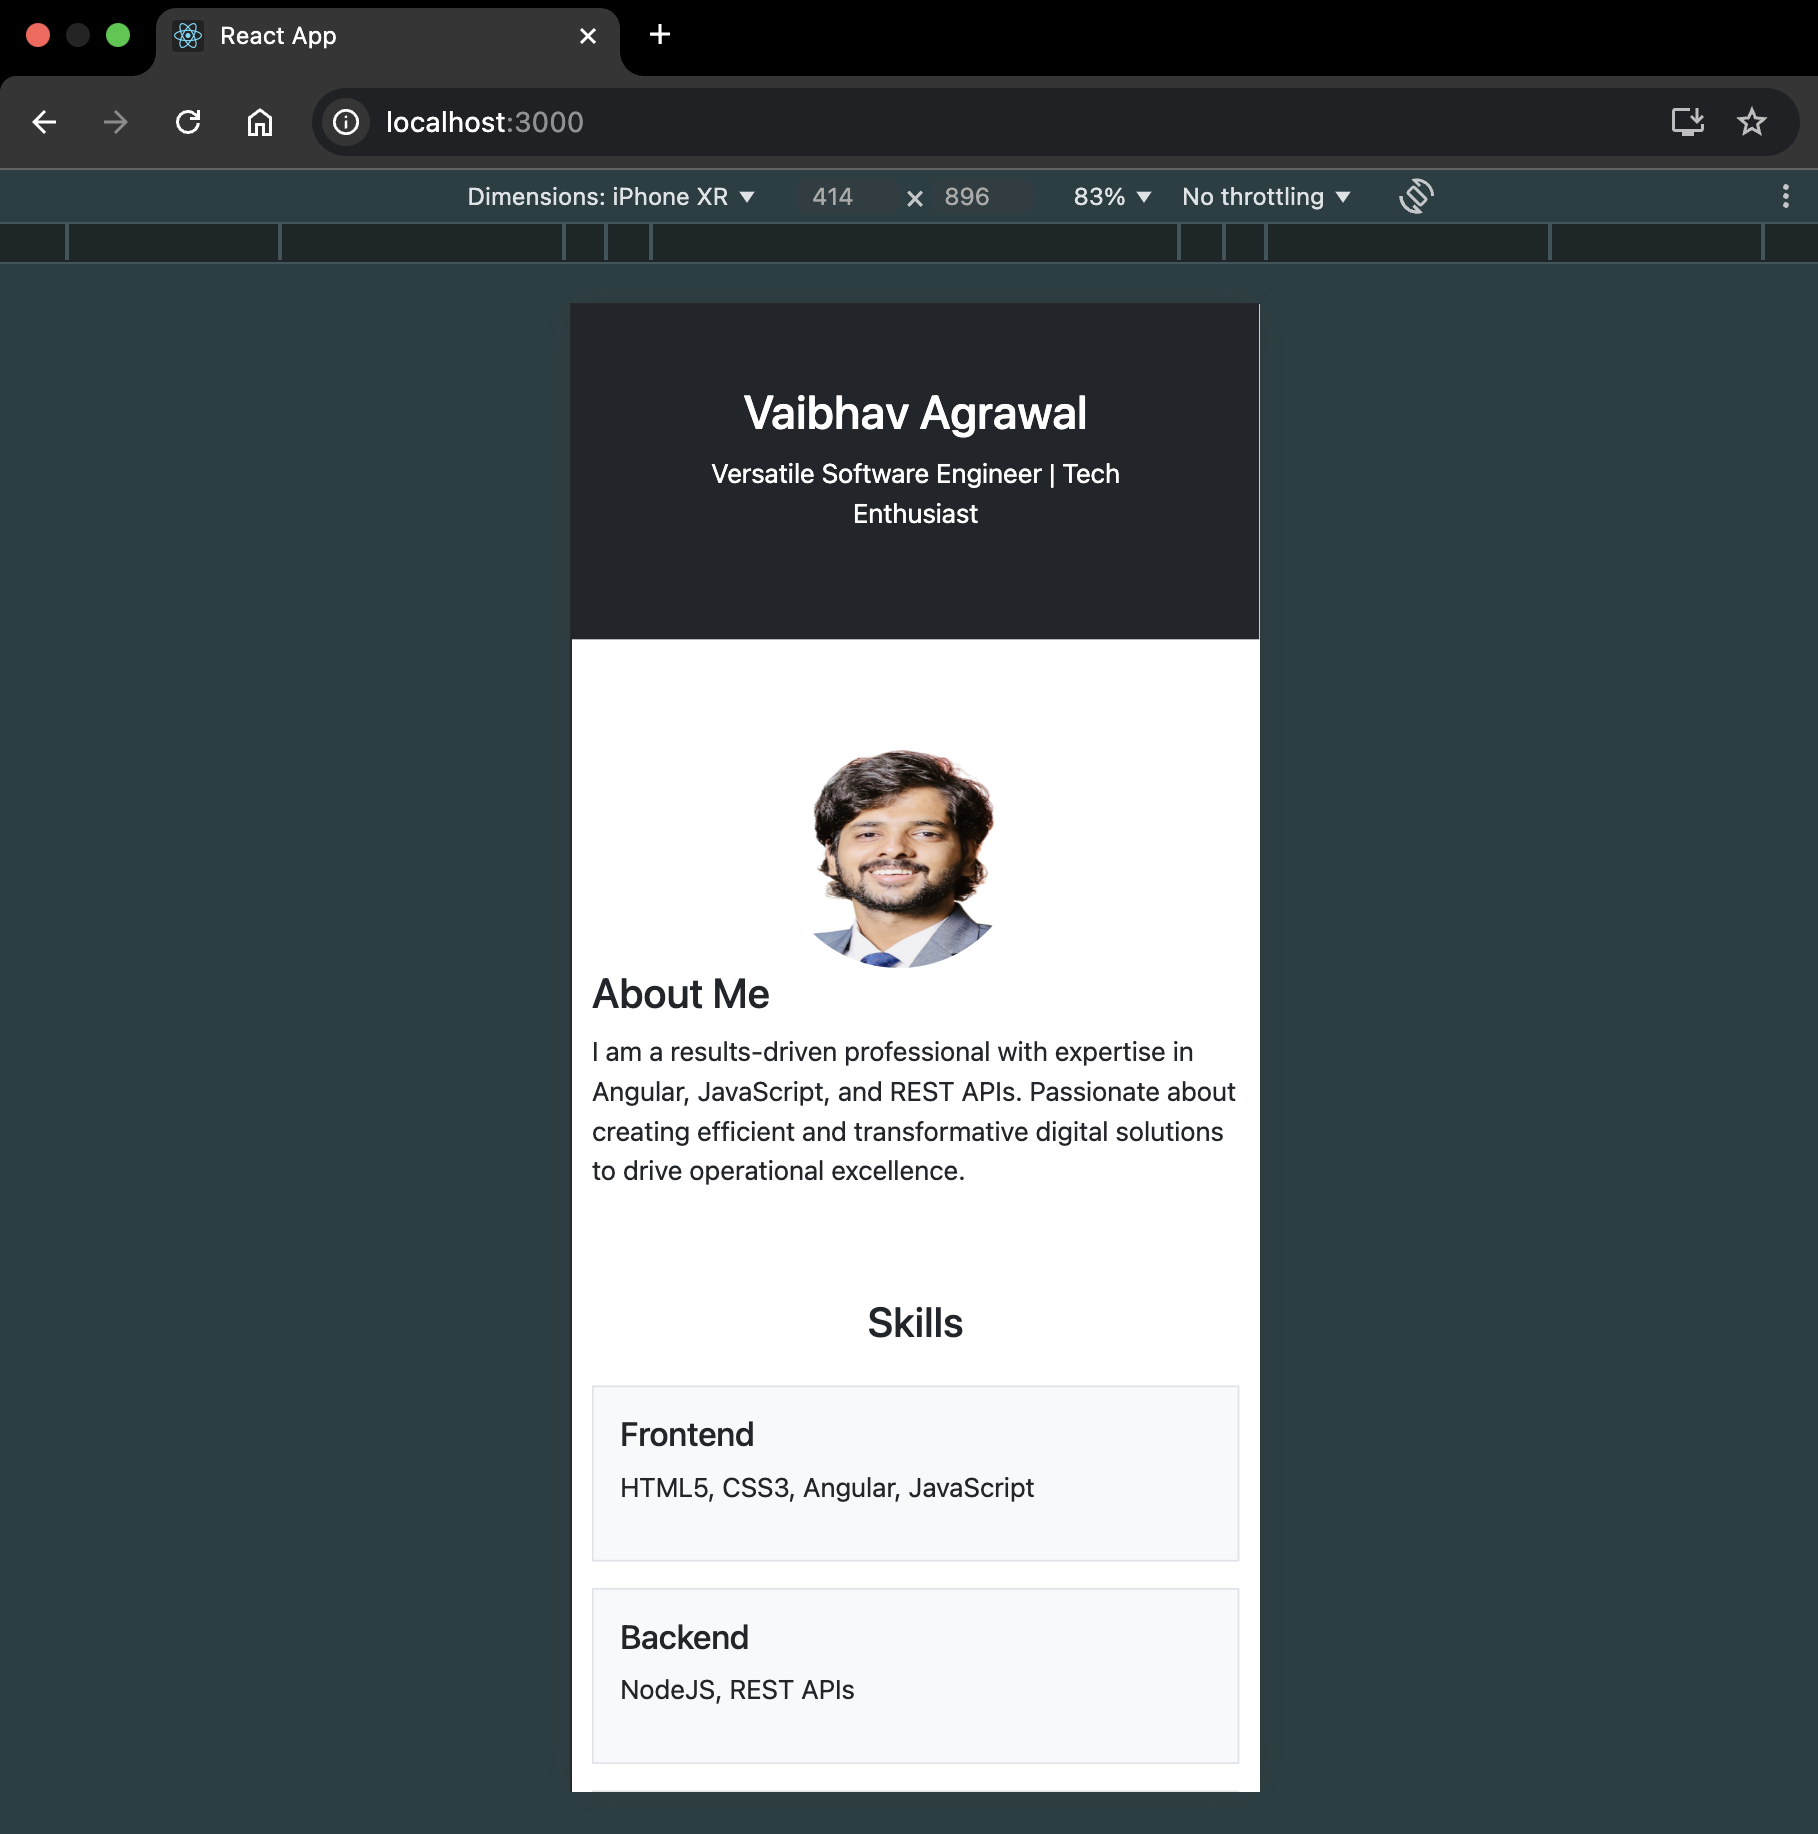 React App
localhost:3000
Dimensions: iPhone XR 414 × 896 83% No throttling
Vaibhav Agrawal
Versatile Software Engineer | Tech
Enthusiast
About Me
I am a results-driven professional with expertise in
Angular, JavaScript, and REST APIs. Passionate about
creating efficient and transformative digital solutions
to drive operational excellence.
Skills
Frontend
HTML5, CSS3, Angular, JavaScript
Backend
NodeJS, REST APIs